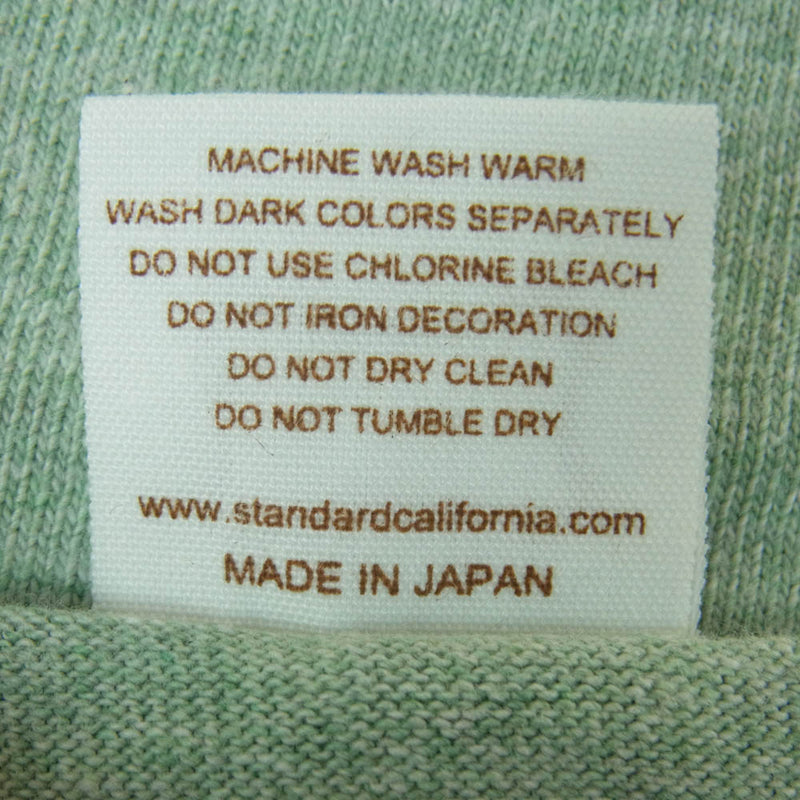 MACHINE WASH WARM
WASH DARK COLORS SEPARATELY
DO NOT USE CHLORINE BLEACH
DO NOT IRON DECORATION
DO NOT DRY CLEAN
DO NOT TUMBLE DRY
www.standardcalifornia.com
MADE IN JAPAN